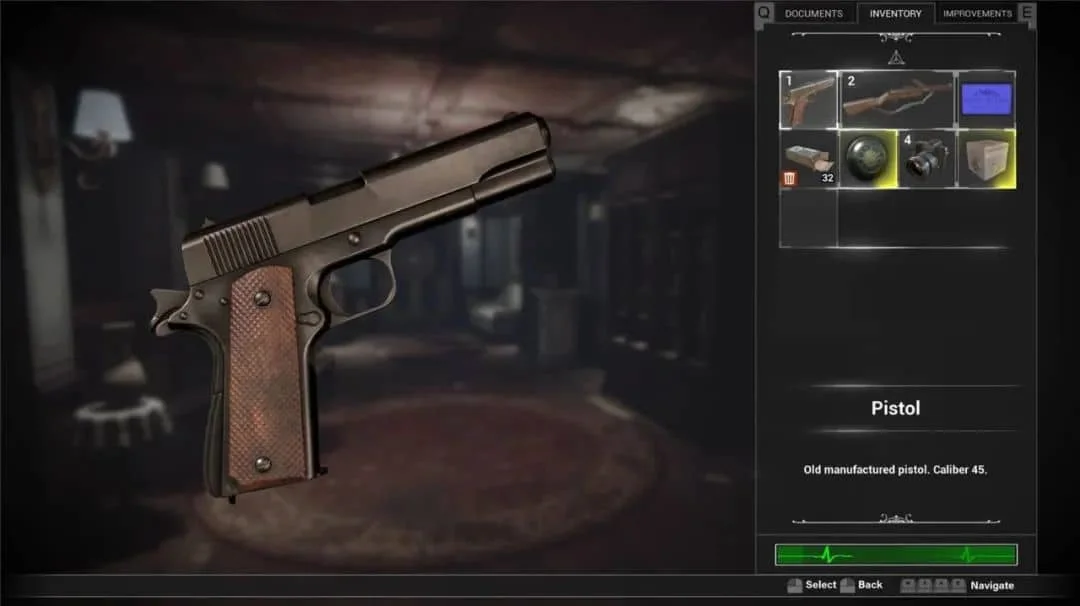 Q DOCUMENTS INVENTORY IMPROVEMENTS E
1 2
32 4
Pistol
Old manufactured pistol. Caliber 45.
Select Back Navigate